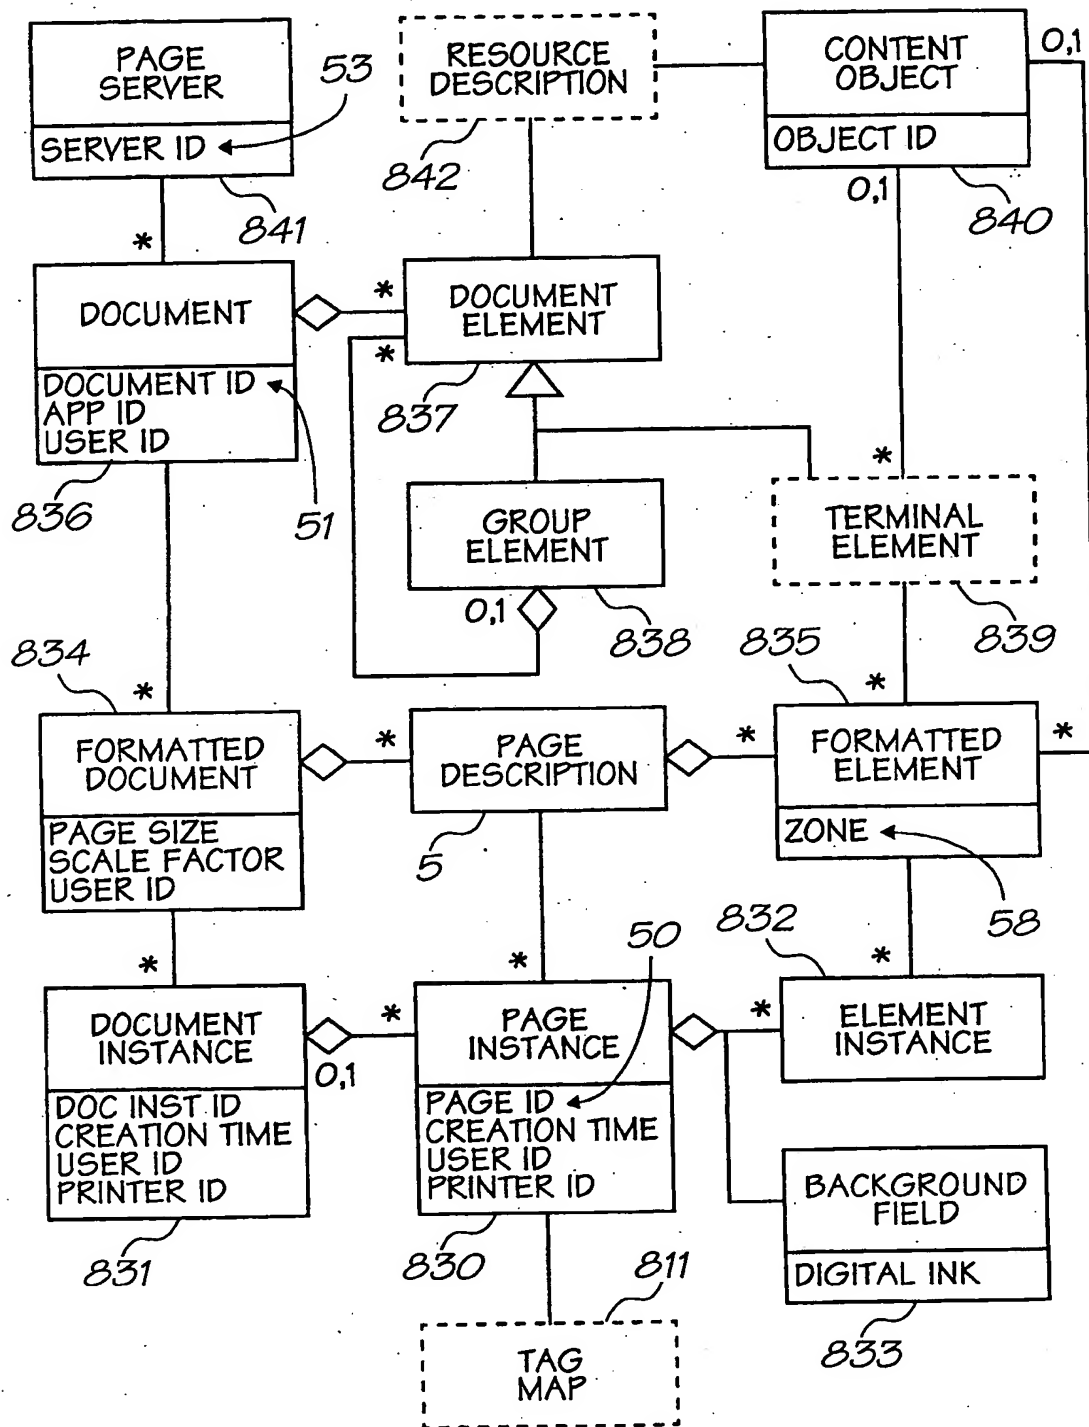 PAGE
SERVER
SERVER ID
53
841
RESOURCE
DESCRIPTION
842
CONTENT
OBJECT
OBJECT ID
0,1
0,1
840
*
DOCUMENT
DOCUMENT ID
APP ID
USER ID
836
51
*
*
DOCUMENT
ELEMENT
837
GROUP
ELEMENT
0,1
838
*
TERMINAL
ELEMENT
839
834
*
FORMATTED
DOCUMENT
PAGE SIZE
SCALE FACTOR
USER ID
*
PAGE
DESCRIPTION
5
835
*
*
FORMATTED
ELEMENT
*
ZONE
58
*
DOCUMENT
INSTANCE
0,1
DOC INST ID
CREATION TIME
USER ID
PRINTER ID
831
50
*
*
PAGE
INSTANCE
PAGE ID
CREATION TIME
USER ID
PRINTER ID
830
832
*
*
ELEMENT
INSTANCE
BACKGROUND
FIELD
DIGITAL INK
833
811
TAG
MAP